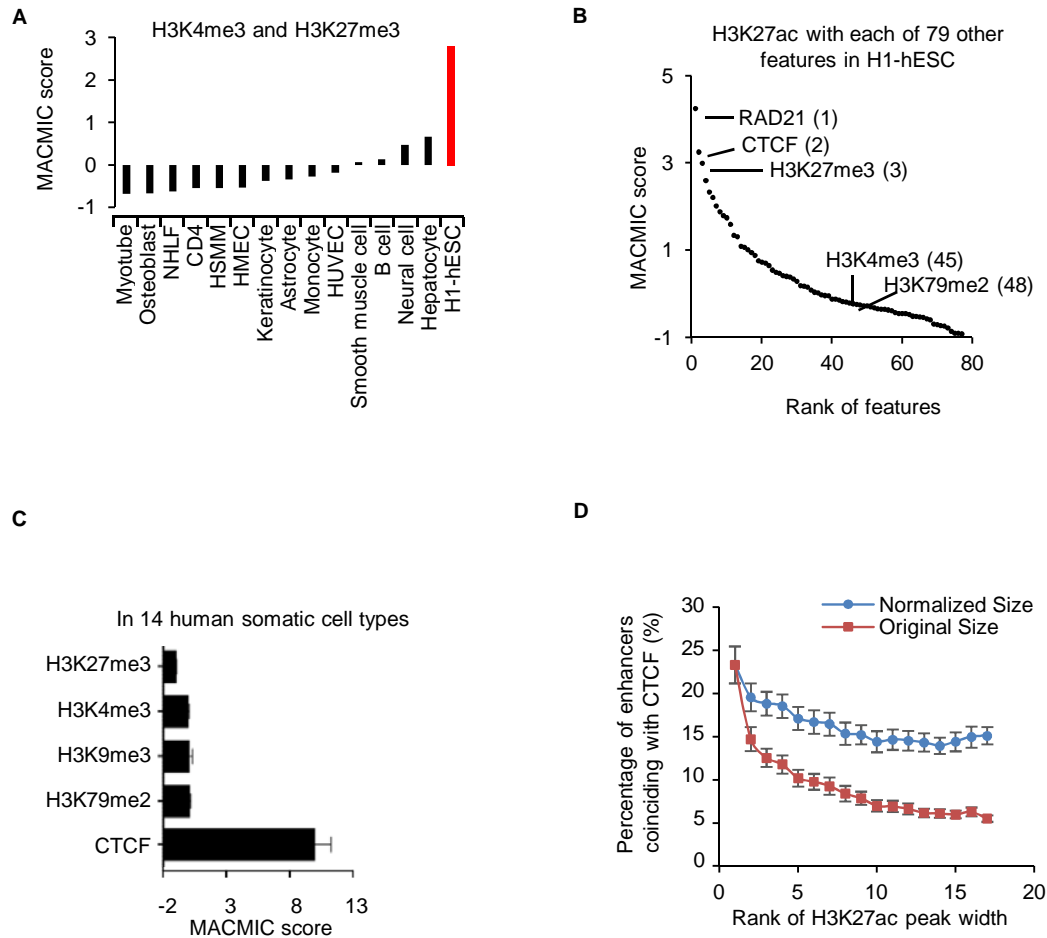 A
H3K4me3 and H3K27me3
MACMIC score
3
2
1
0
-1
Myotube
Osteoblast
NHLF
CD4
HSMM
HMEC
Keratinocyte
Astrocyte
Monocyte
HUVEC
Smooth muscle cell
B cell
Neural cell
Hepatocyte
H1-hESC
B
H3K27ac with each of 79 other
features in H1-hESC
MACMIC score
5
3
1
-1
RAD21 (1)
CTCF (2)
H3K27me3 (3)
H3K4me3 (45)
H3K79me2 (48)
0 20 40 60 80
Rank of features
C
In 14 human somatic cell types
H3K27me3
H3K4me3
H3K9me3
H3K79me2
CTCF
-2 3 8 13
MACMIC score
D
Percentage of enhancers
coinciding with CTCF (%)
30
25
20
15
10
5
0
Normalized Size
Original Size
0 5 10 15 20
Rank of H3K27ac peak width